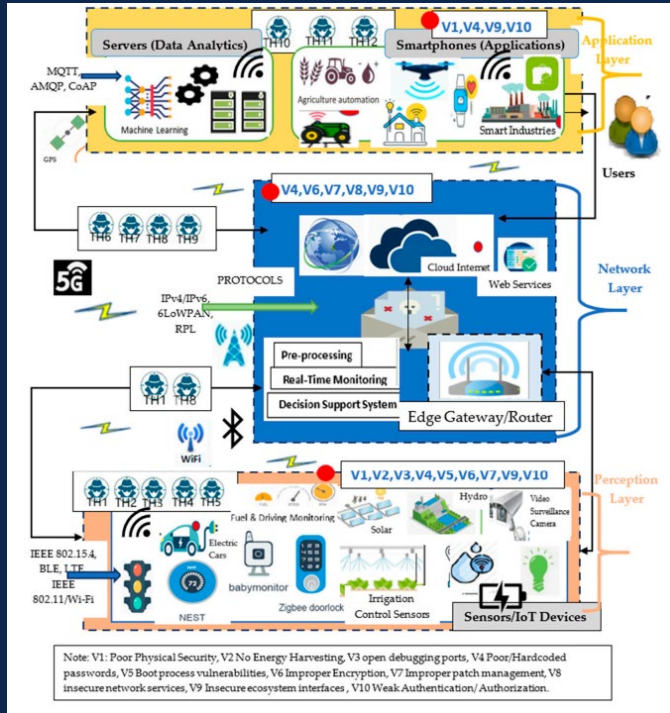 V1,V4,V9,V10
Servers (Data Analytics)
TH10
TH11
TH12
Smartphones (Applications)
Application
Layer
MQTT,
AMQP, CoAP
Agriculture automation
Machine Learning
Smart Industries
GPS
Users
V4,V6,V7,V8,V9,V10
TH6
TH7
TH8
TH9
5G
Cloud Internet
Web Services
Network
Layer
PROTOCOLS
IPv4/IPv6,
6LoWPAN,
RPL
Pre-processing
Real-Time Monitoring
Decision Support System
Edge Gateway/Router
TH1
TH8
WiFi
V1,V2,V3,V4,V5,V6,V7,V9,V10
Perception
Layer
TH1
TH2
TH3
TH4
TH5
Fuel & Driving Monitoring
Solar
Hydro
Video
Surveillance
Camera
Electric
Cars
IEEE 802.15.4,
BLE, LTE
IEEE
802.11/Wi-Fi
NEST
babymonitor
Zigbee doorlock
Irrigation
Control Sensors
Sensors/IoT Devices
Note: V1: Poor Physical Security, V2 No Energy Harvesting, V3 open debugging ports, V4 Poor/Hardcoded
passwords, V5 Boot process vulnerabilities, V6 Improper Encryption, V7 Improper patch management, V8
insecure network services, V9 Insecure ecosystem interfaces , V10 Weak Authentication/ Authorization.